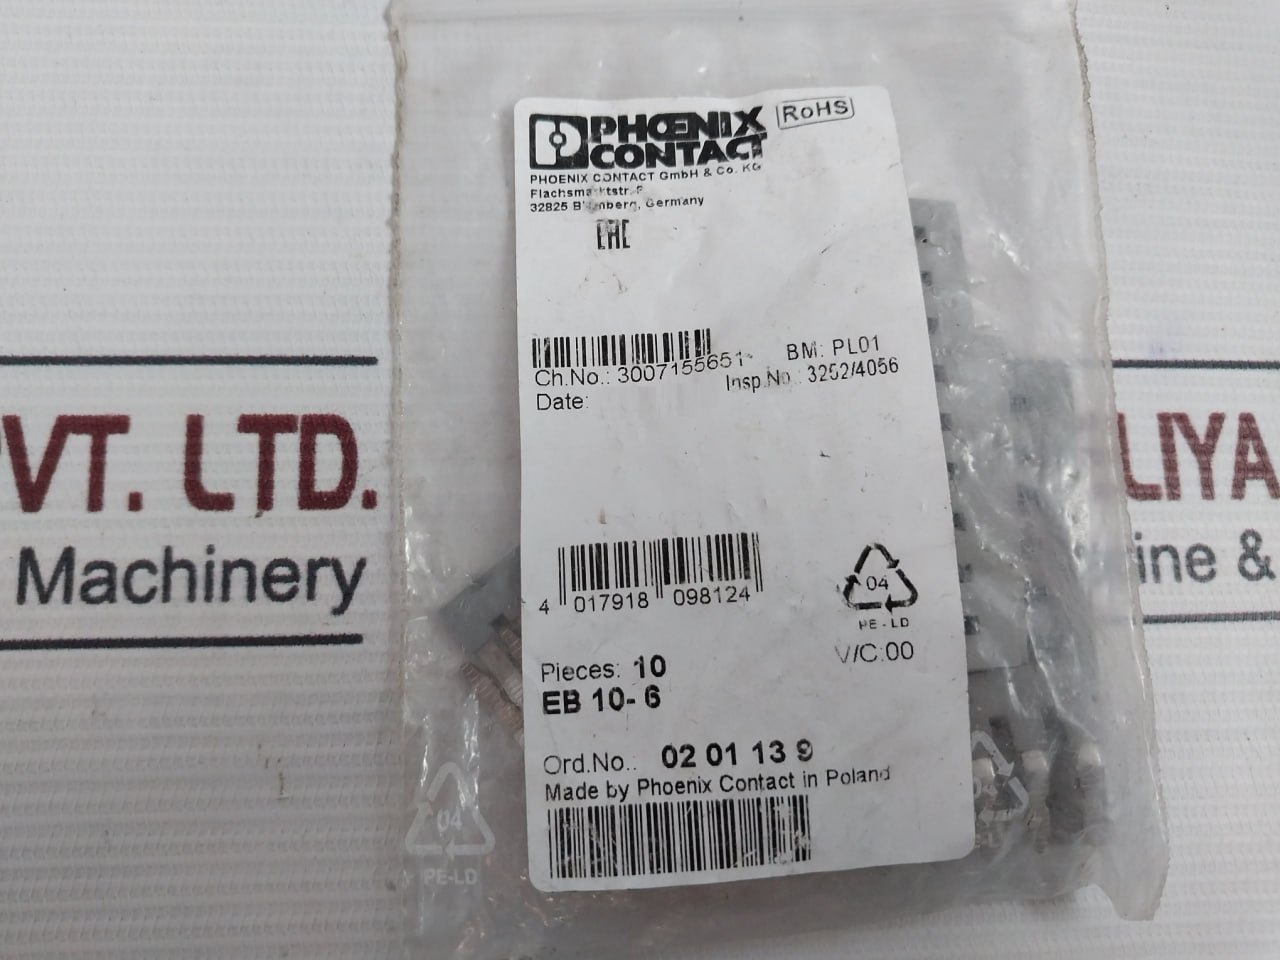 PHOENIX
CONTACT
RoHS
PHOENIX CONTACT GmbH & Co. KG
32825 Germany
EAC
Ch.No.: 3007155651
BM: PL01
Insp.No.: 3252/4056
Date:
4 017918 098124
04
PE-LD
V/C:00
Pieces: 10
EB 10- 6
Ord.No.: 02 01 13 9
Made by Phoenix Contact in Poland
VT. LTD.
Machinery
LIYA
ine &
04
PE-LD